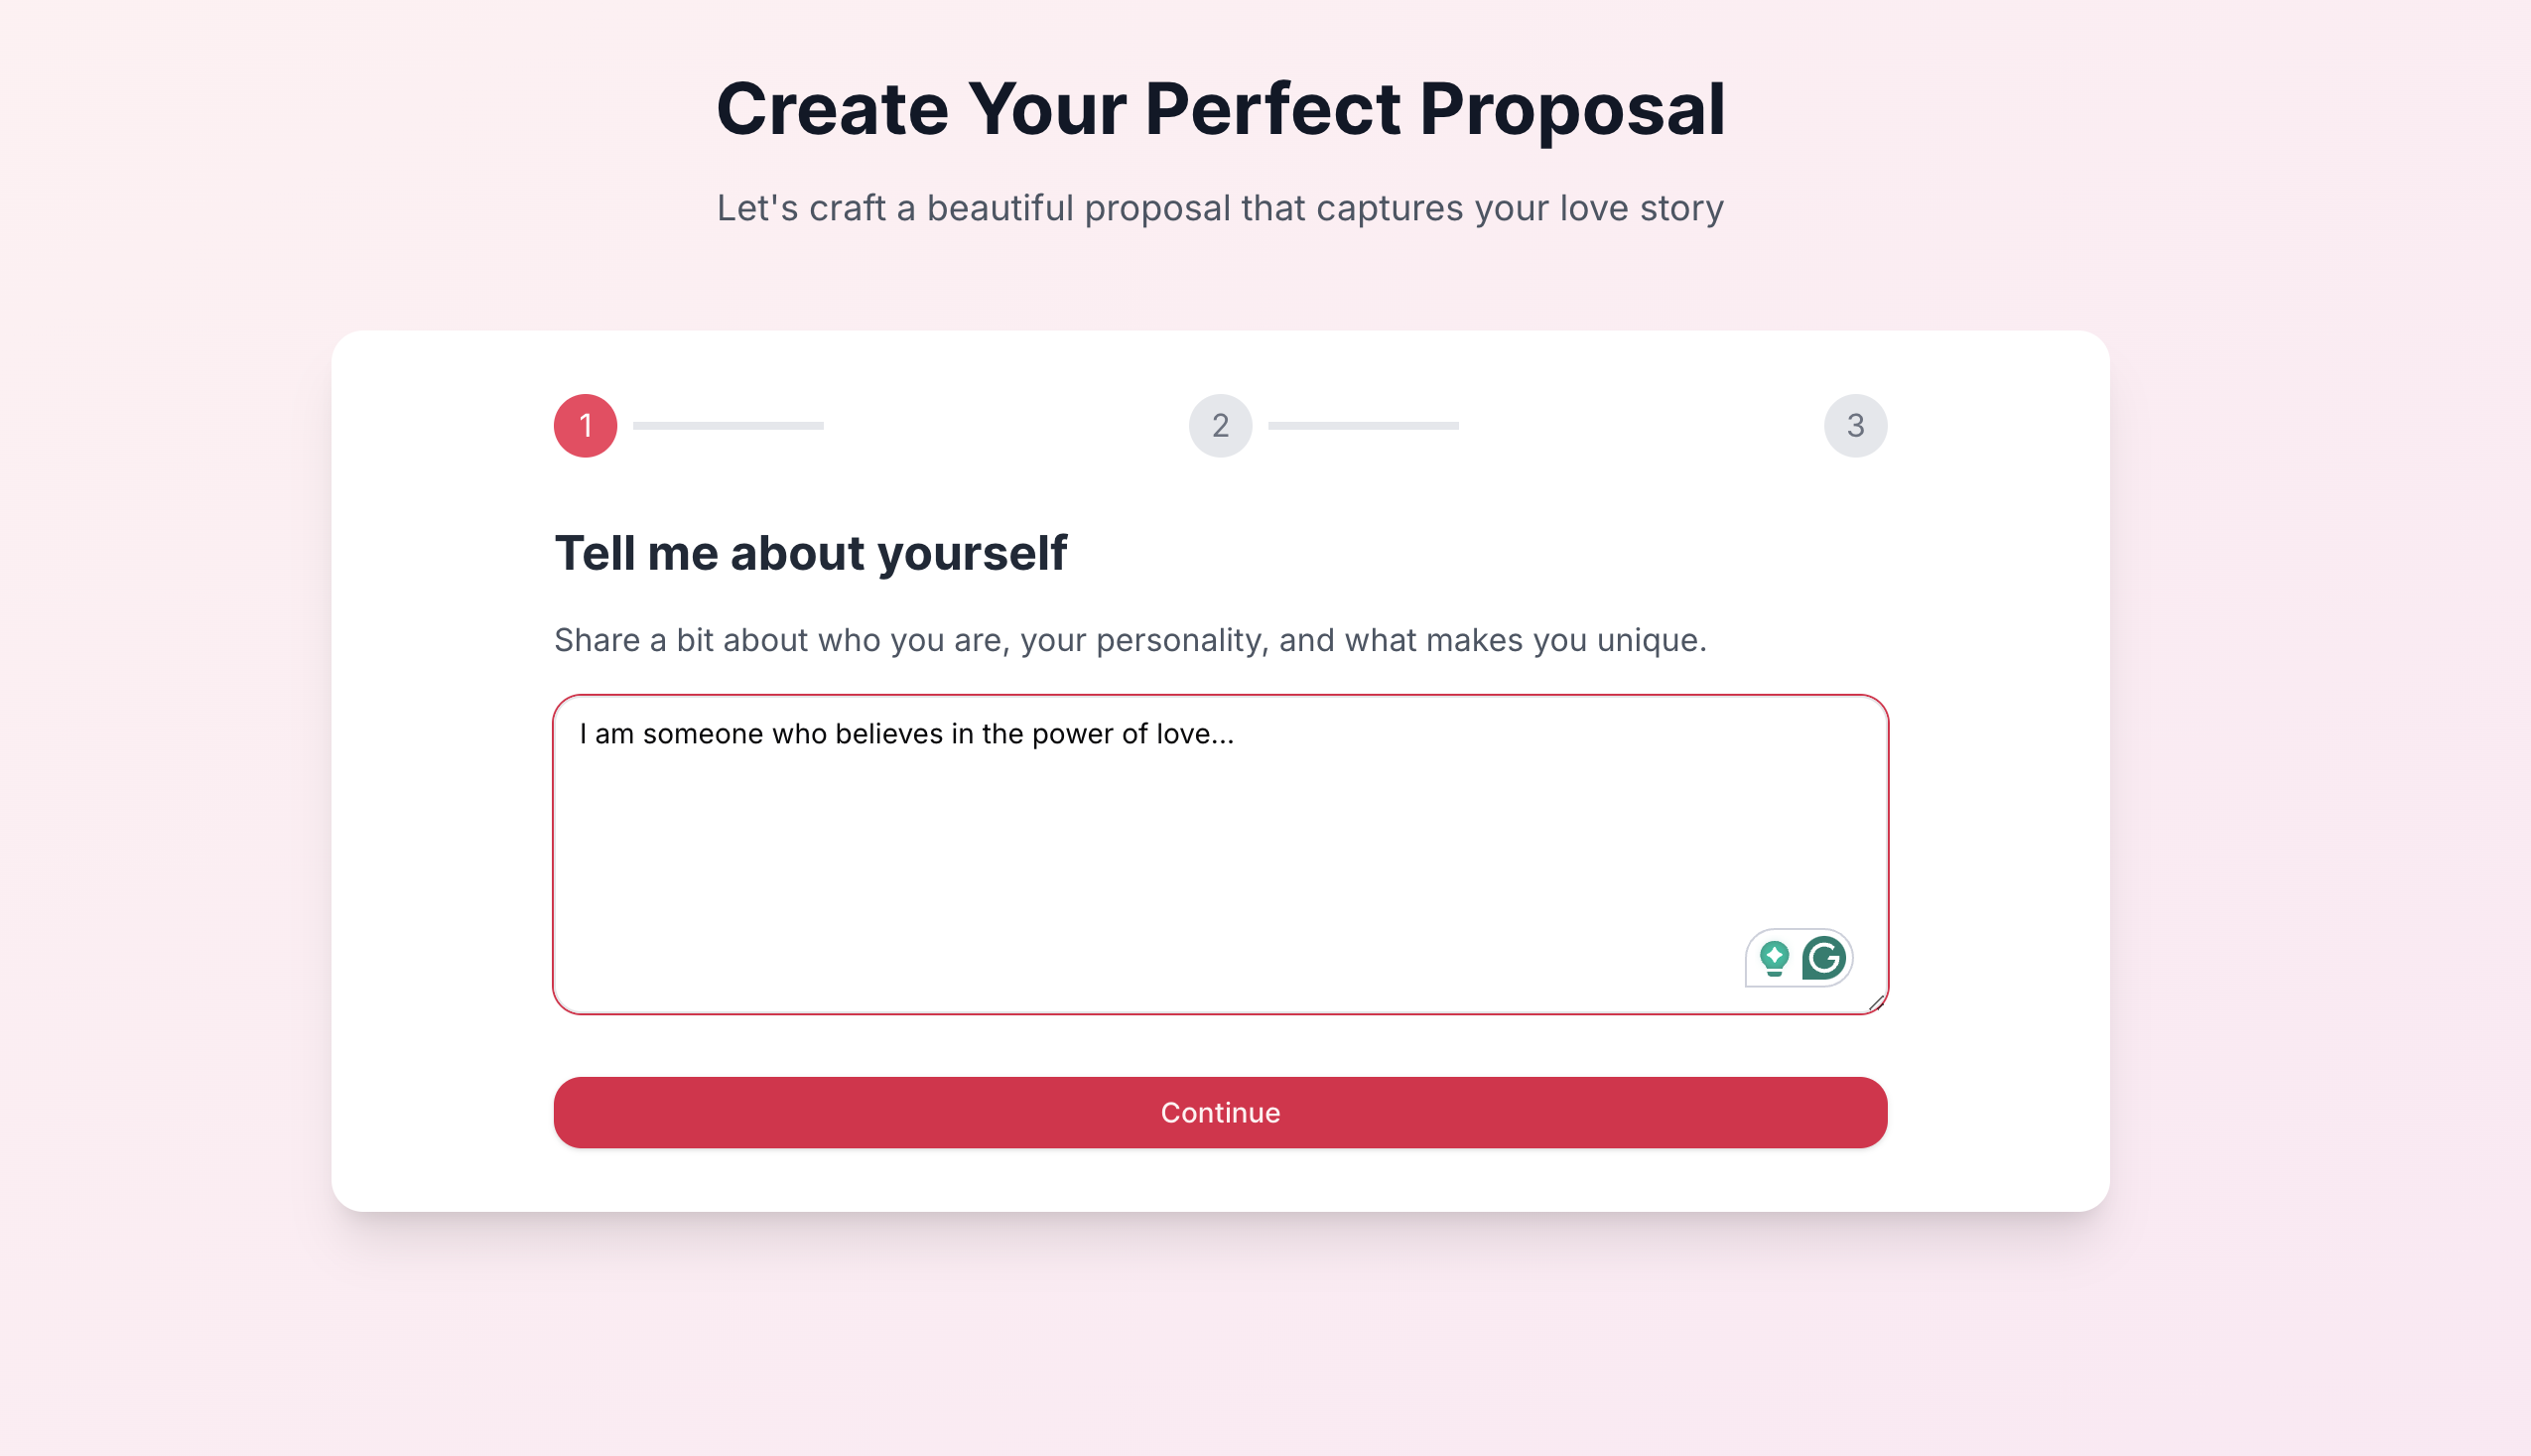 Create Your Perfect Proposal
Let's craft a beautiful proposal that captures your love story
1
2
3
Tell me about yourself
Share a bit about who you are, your personality, and what makes you unique.
I am someone who believes in the power of love...
G
Continue